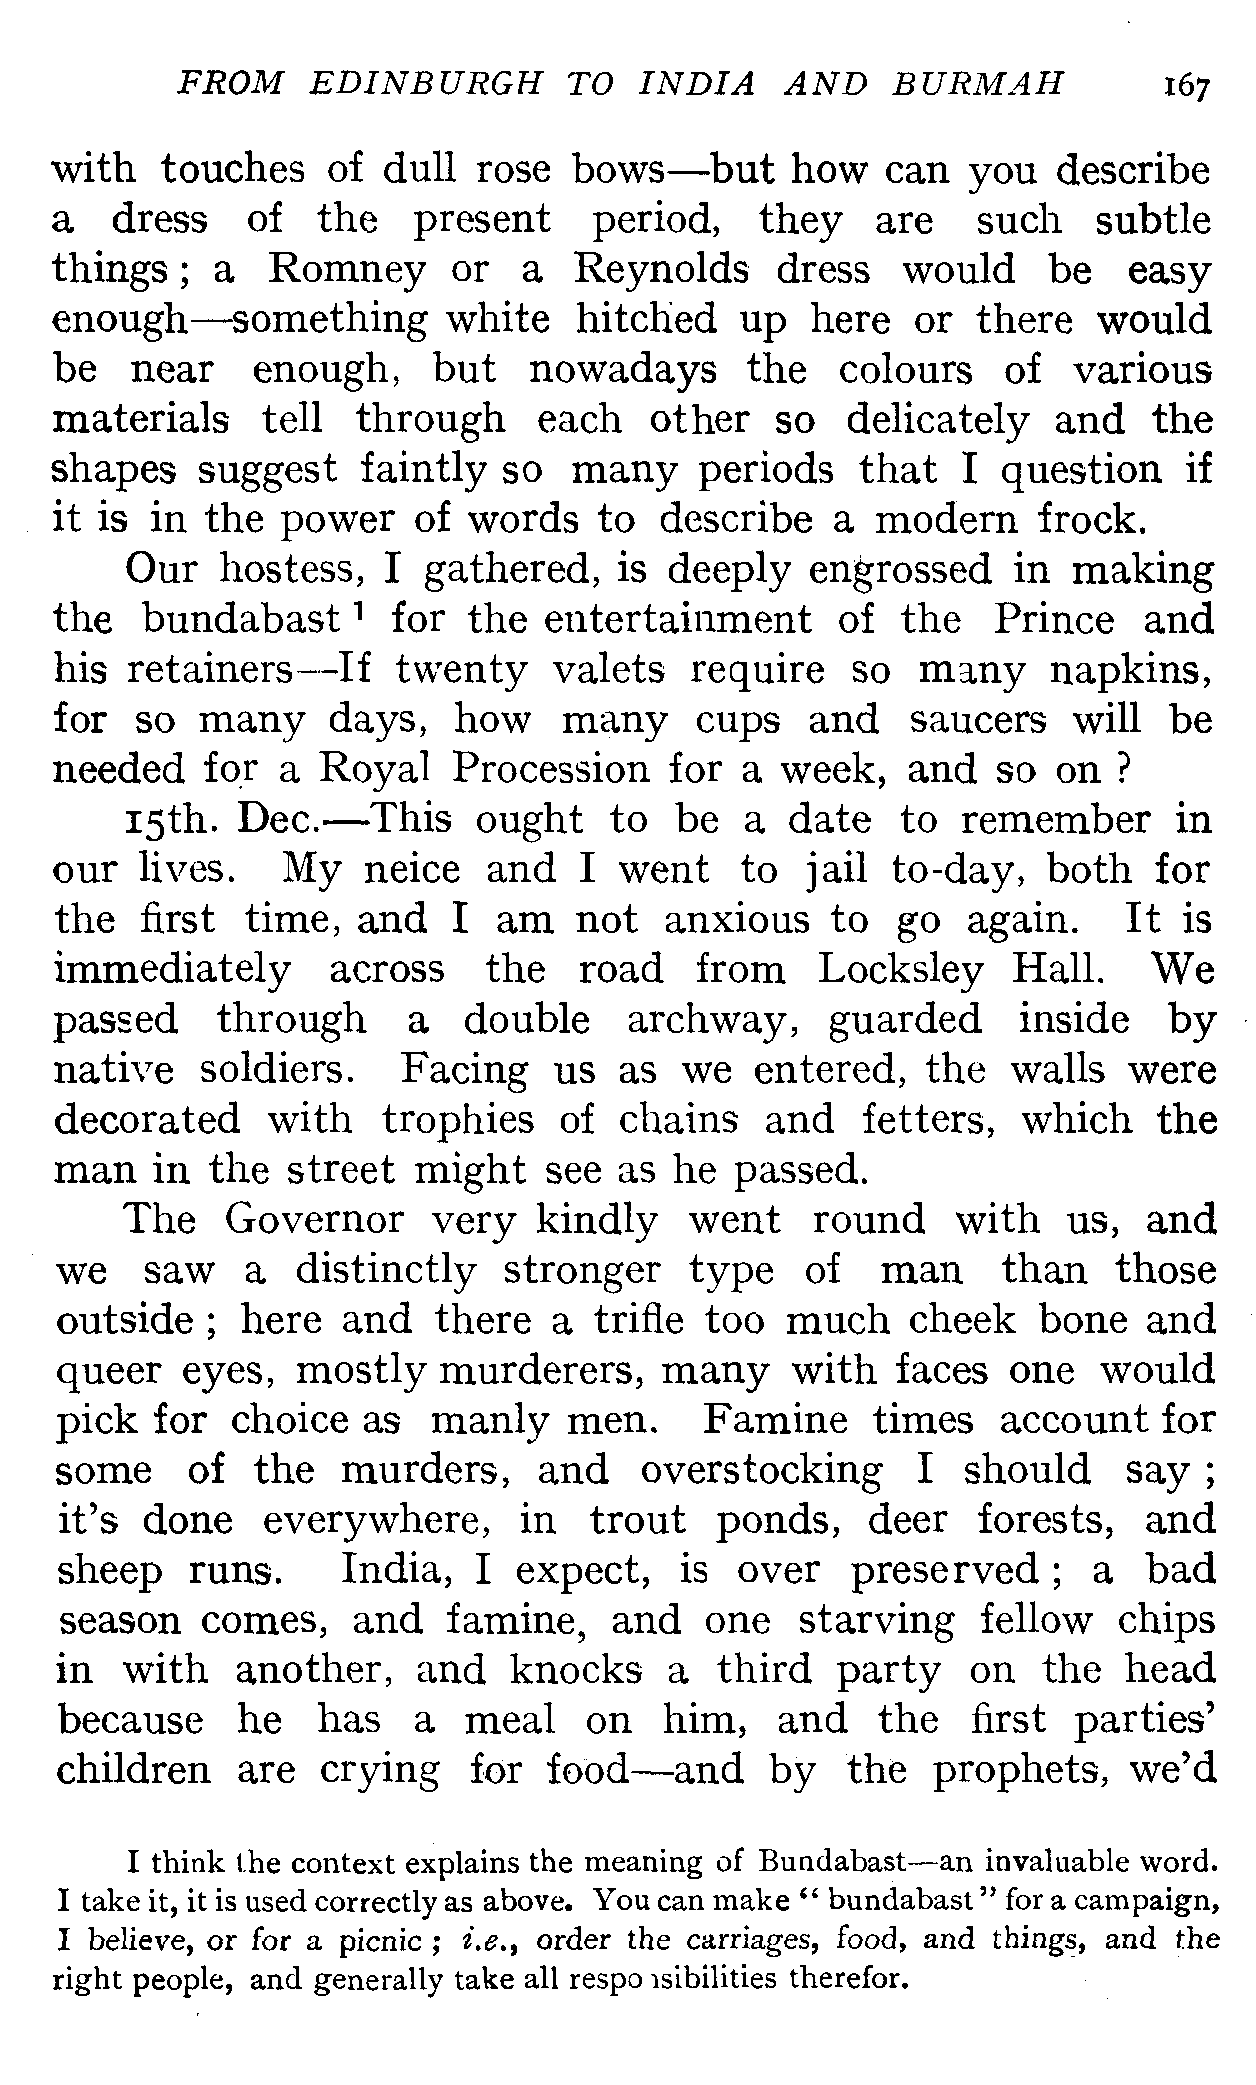 FROM EDINBURGH TO INDIA AND BURMAH 167
with touches of dull rose bows—but how can you describe
a dress of the present period, they are such subtle
things ; a Romney or a Reynolds dress would be easy
enough—something white hitched up here or there would
be near enough, but nowadays the colours of various
materials tell through each other so delicately and the
shapes suggest faintly so many periods that I question if
it is in the power of words to describe a modern frock.
Our hostess, I gathered, is deeply engrossed in making
the bundabast ¹ for the entertainment of the Prince and
his retainers—If twenty valets require so many napkins,
for so many days, how many cups and saucers will be
needed for a Royal Procession for a week, and so on ?
15th. Dec.—This ought to be a date to remember in
our lives. My neice and I went to jail to-day, both for
the first time, and I am not anxious to go again. It is
immediately across the road from Locksley Hall. We
passed through a double archway, guarded inside by
native soldiers. Facing us as we entered, the walls were
decorated with trophies of chains and fetters, which the
man in the street might see as he passed.
The Governor very kindly went round with us, and
we saw a distinctly stronger type of man than those
outside ; here and there a trifle too much cheek bone and
queer eyes, mostly murderers, many with faces one would
pick for choice as manly men. Famine times account for
some of the murders, and overstocking I should say ;
it's done everywhere, in trout ponds, deer forests, and
sheep runs. India, I expect, is over preserved ; a bad
season comes, and famine, and one starving fellow chips
in with another, and knocks a third party on the head
because he has a meal on him, and the first parties'
children are crying for food—and by the prophets, we'd
I think the context explains the meaning of Bundabast—an invaluable word.
I take it, it is used correctly as above. You can make “ bundabast ” for a campaign,
I believe, or for a picnic ; i.e., order the carriages, food, and things, and the
right people, and generally take all responsibilities therefor.